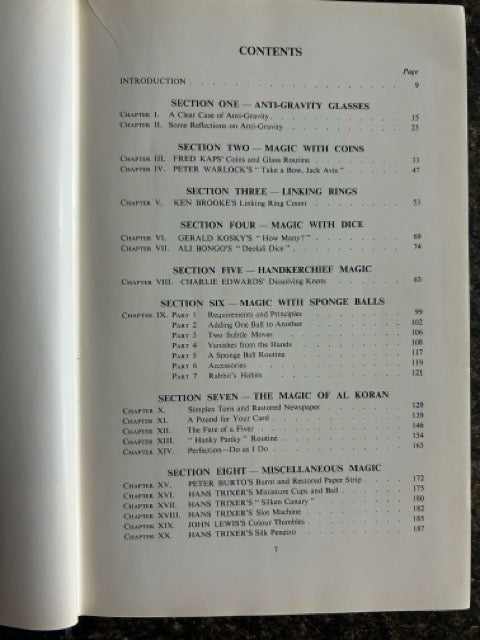 CONTENTS
Page
INTRODUCTION . . . . . . . . . . . 9
SECTION ONE — ANTI-GRAVITY GLASSES
CHAPTER I. A Clear Case of Anti-Gravity . . . . . . . 15
CHAPTER II. Some Reflections on Anti-Gravity . . . . . . . 23
SECTION TWO — MAGIC WITH COINS
CHAPTER III. FRED KAPS' Coins and Glass Routine . . . . . . 33
CHAPTER IV. PETER WARLOCK'S "Take a Bow, Jack Avis" . . . . 47
SECTION THREE — LINKING RINGS
CHAPTER V. KEN BROOKE'S Linking Ring Count . . . . . . 53
SECTION FOUR — MAGIC WITH DICE
CHAPTER VI. GERALD KOSKY'S "How Many?" . . . . . . 69
CHAPTER VII. ALI BONGO'S "Deolali Dice" . . . . . . . 74
SECTION FIVE — HANDKERCHIEF MAGIC
CHAPTER VIII. CHARLIE EDWARDS' Dissolving Knots . . . . . 83
SECTION SIX — MAGIC WITH SPONGE BALLS
CHAPTER IX. PART 1 Requirements and Principles . . . . . . 99
PART 2 Adding One Ball to Another . . . . . . 102
PART 3 Two Subtle Moves . . . . . . . 106
PART 4 Vanishes from the Hands . . . . . . 108
PART 5 A Sponge Ball Routine . . . . . . 117
PART 6 Accessories . . . . . . . . 119
PART 7 Rabbit's Habits . . . . . . . 121
SECTION SEVEN — THE MAGIC OF AL KORAN
CHAPTER X. Simplex Torn and Restored Newspaper . . . . . 129
CHAPTER XI. A Pound for Your Card . . . . . . . 139
CHAPTER XII. The Fate of a Fiver . . . . . . . . 146
CHAPTER XIII. "Hanky Panky" Routine . . . . . . . 154
CHAPTER XIV. Perfection—Do as I Do . . . . . . . 165
SECTION EIGHT — MISCELLANEOUS MAGIC
CHAPTER XV. PETER BURTO'S Burnt and Restored Paper Strip . . . . 172
CHAPTER XVI. HANS TRIXER'S Miniature Cups and Ball . . . . . 175
CHAPTER XVII. HANS TRIXER'S "Silken Canary" . . . . . . 180
CHAPTER XVIII. HANS TRIXER'S Slot Machine . . . . . . 182
CHAPTER XIX. JOHN LEWIS'S Colour Thimbles . . . . . . 185
CHAPTER XX. HANS TRIXER'S Silk Penetro . . . . . . 187
7